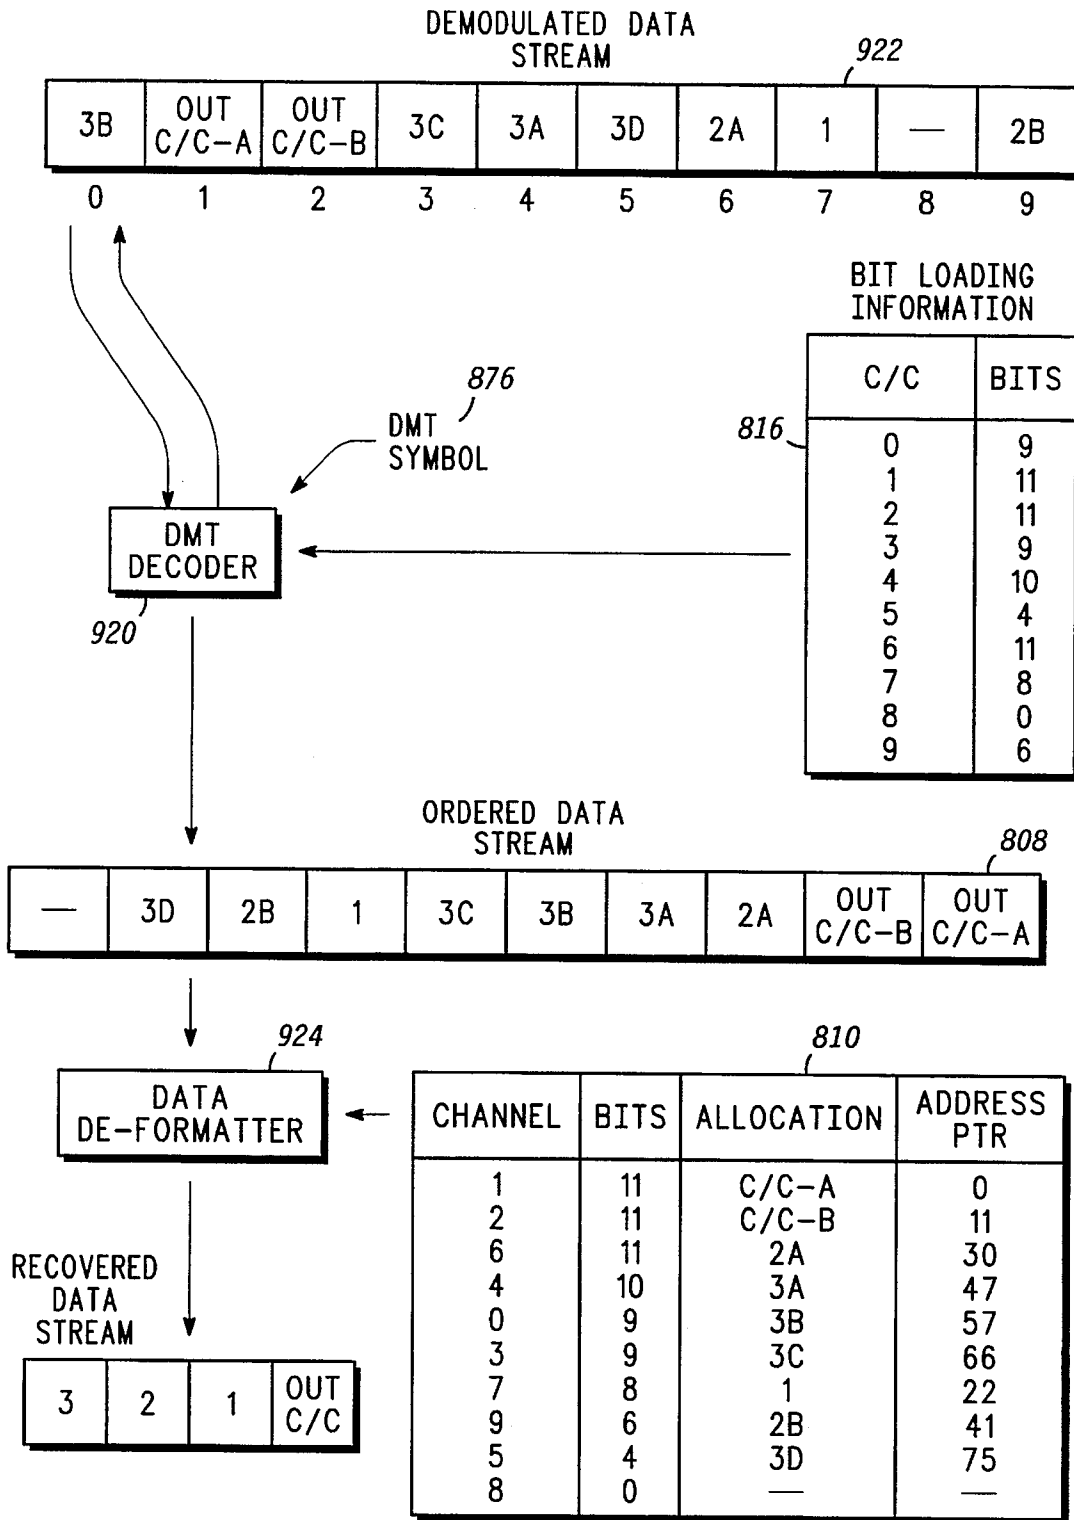 DEMODULATED DATA
STREAM
922
3B OUT C/C-A OUT C/C-B 3C 3A 3D 2A 1 — 2B
0 1 2 3 4 5 6 7 8 9
BIT LOADING
INFORMATION
C/C BITS
816
0 9
1 11
2 11
3 9
4 10
5 4
6 11
7 8
8 0
9 6
876
DMT
SYMBOL
DMT
DECODER
920
ORDERED DATA
STREAM
808
— 3D 2B 1 3C 3B 3A 2A OUT C/C-B OUT C/C-A
924
DATA
DE-FORMATTER
810
CHANNEL BITS ALLOCATION ADDRESS PTR
1 11 C/C-A 0
2 11 C/C-B 11
6 11 2A 30
4 10 3A 47
0 9 3B 57
3 9 3C 66
7 8 1 22
9 6 2B 41
5 4 3D 75
8 0 — —
RECOVERED
DATA
STREAM
3 2 1 OUT C/C